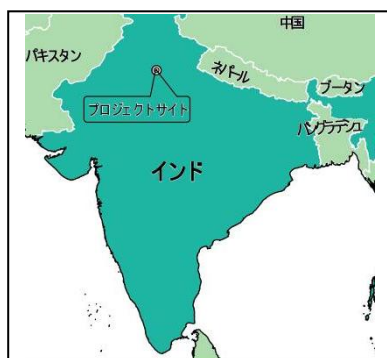 中国
パキスタン
ネパール
ブータン
プロジェクトサイト
バングラデシュ
インド